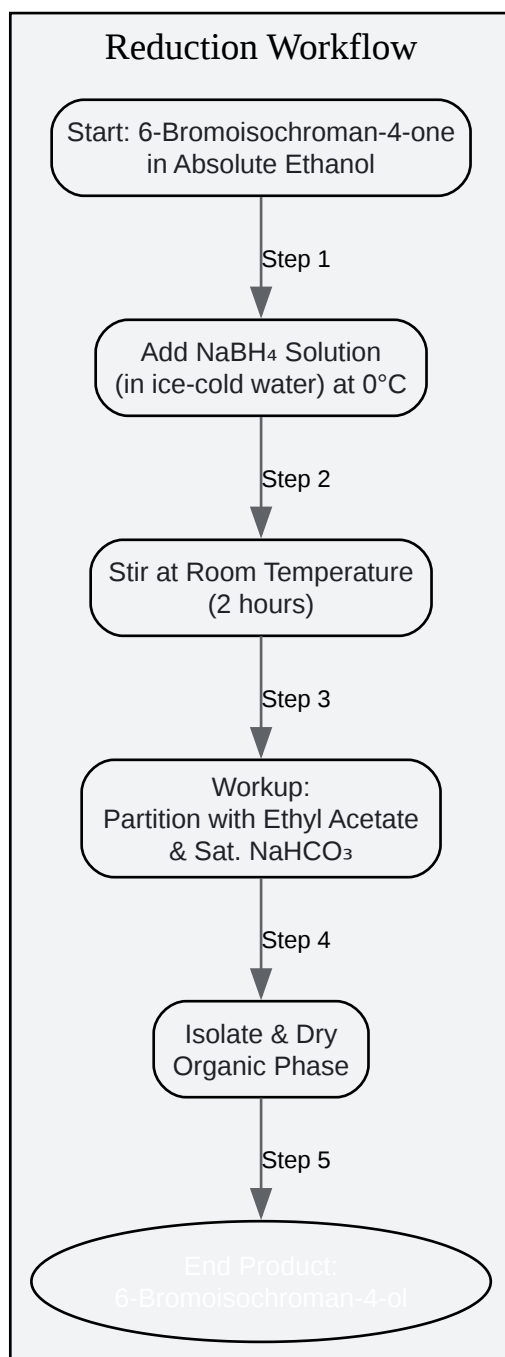 Reduction Workflow
Start: 6-Bromoisochroman-4-one
in Absolute Ethanol
Step 1
Add NaBH₄ Solution
(in ice-cold water) at 0°C
Step 2
Stir at Room Temperature
(2 hours)
Step 3
Workup:
Partition with Ethyl Acetate
& Sat. NaHCO₃
Step 4
Isolate & Dry
Organic Phase
Step 5
End Product:
6-Bromoisochroman-4-ol